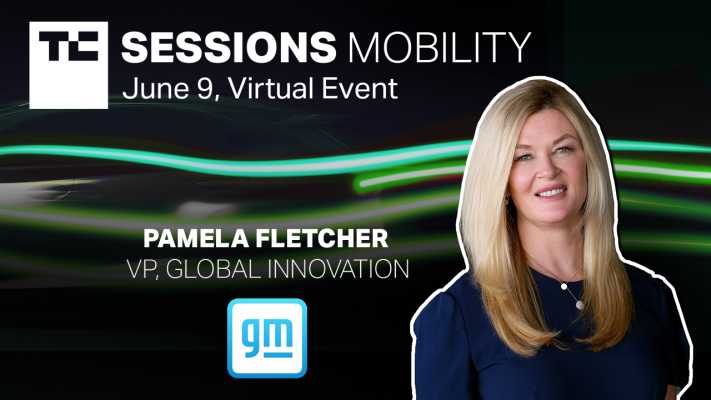 TC SESSIONS MOBILITY
June 9, Virtual Event
PAMELA FLETCHER
VP, GLOBAL INNOVATION
gm